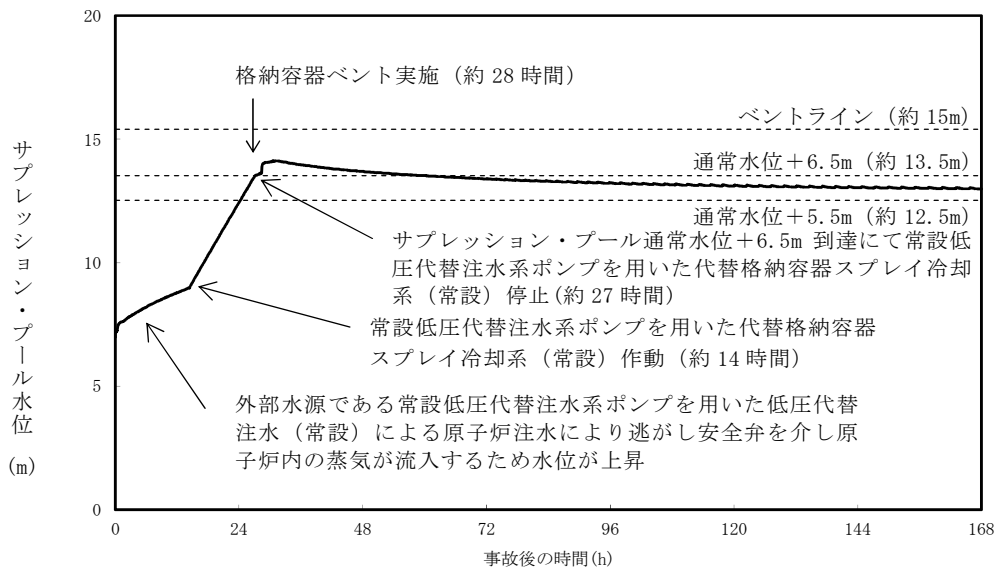 20
格納容器ベント実施（約 28 時間）
ベントライン（約 15m）
15
通常水位＋6.5m（約 13.5m）
通常水位＋5.5m（約 12.5m）
サプレッション・プール通常水位＋6.5m 到達にて常設低
圧代替注水系ポンプを用いた代替格納容器スプレイ冷却
系（常設）停止(約 27 時間）
10
常設低圧代替注水系ポンプを用いた代替格納容器
スプレイ冷却系（常設）作動（約 14 時間）
5
外部水源である常設低圧代替注水系ポンプを用いた低圧代替
注水（常設）による原子炉注水により逃がし安全弁を介し原
子炉内の蒸気が流入するため水位が上昇
0
サプレッション・プール水位 (m)
0 24 48 72 96 120 144 168
事故後の時間(h)